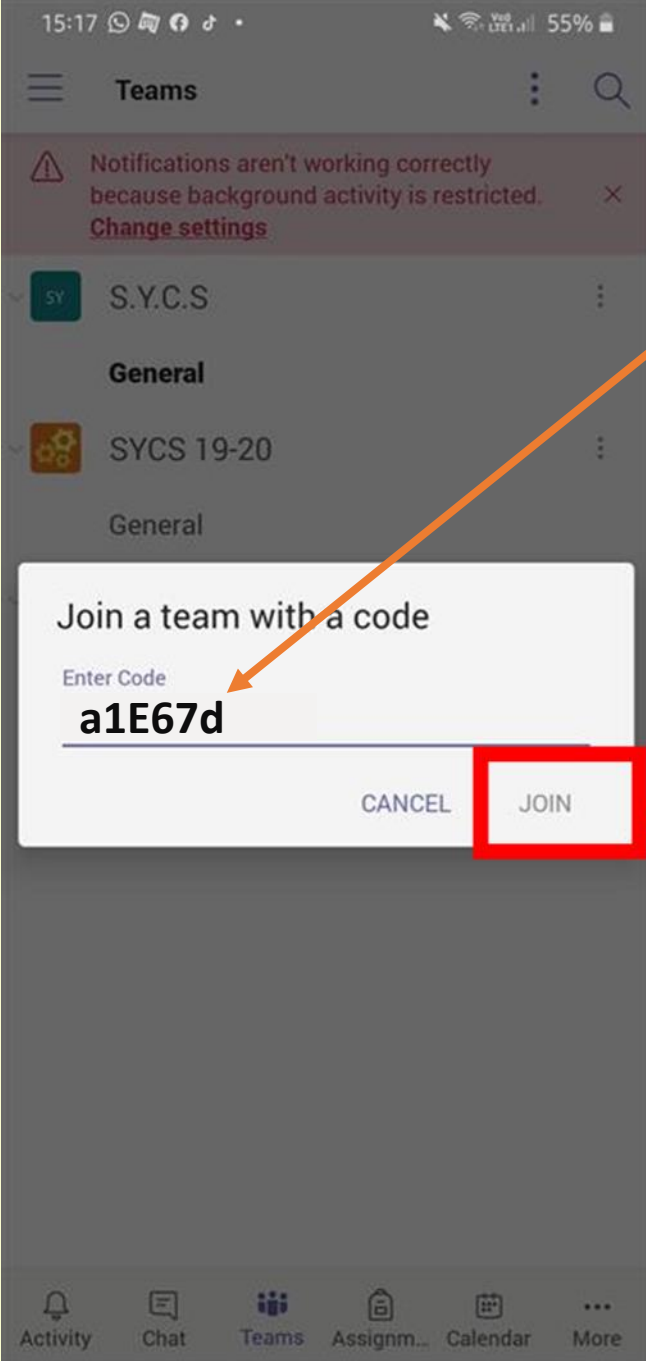 15:17 55%
Teams
Notifications aren't working correctly
because background activity is restricted.
Change settings
SY S.Y.C.S
General
SYCS 19-20
General
Join a team with a code
Enter Code
a1E67d
CANCEL JOIN
Activity Chat Teams Assignm... Calendar More